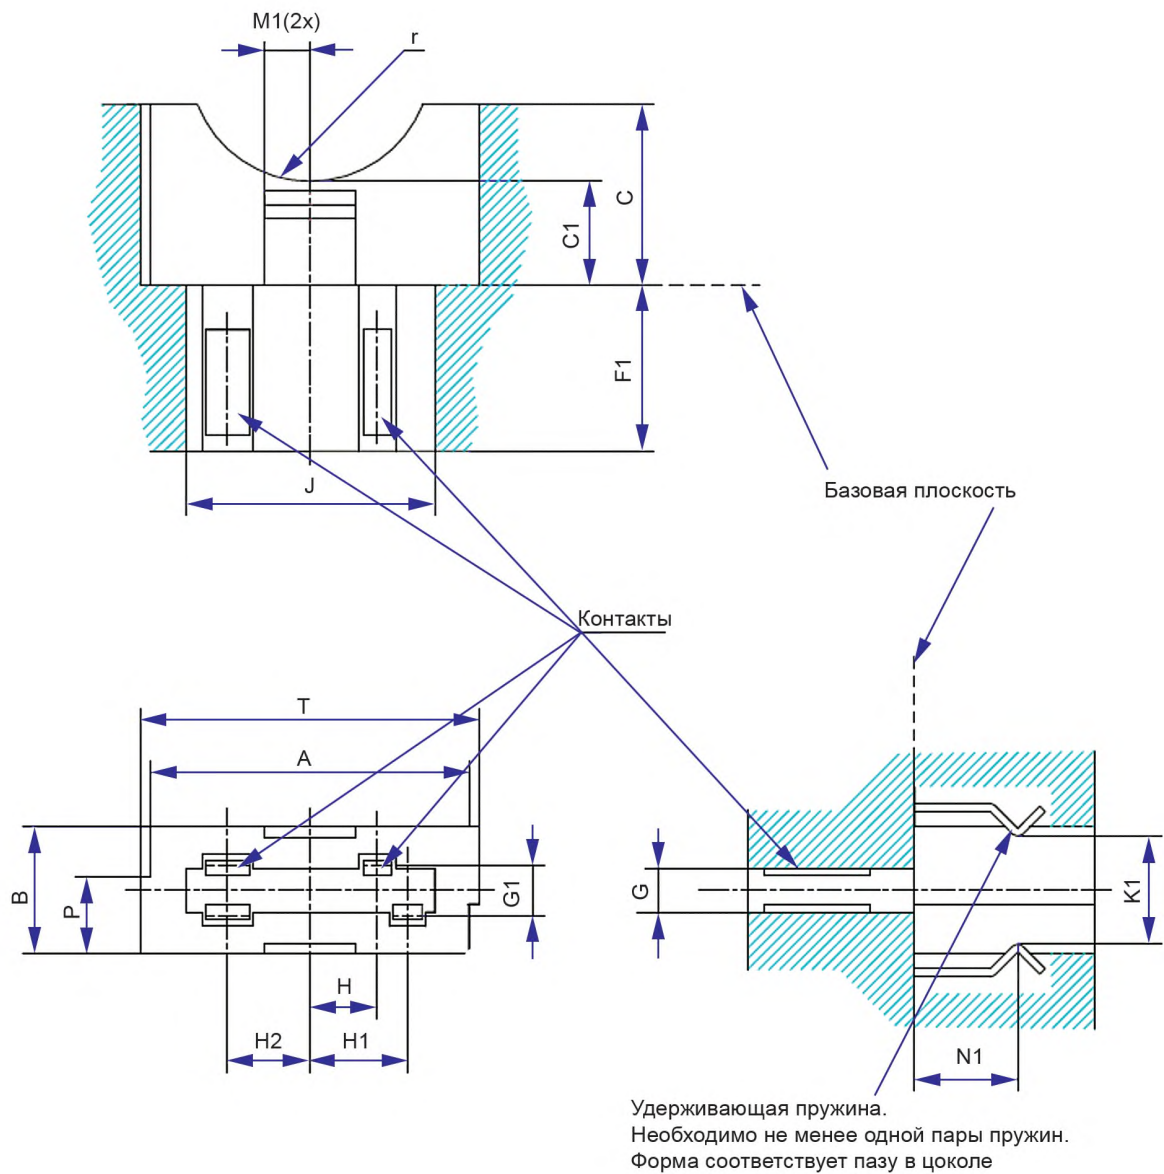 M1(2x)
r
C
C1
F1
J
Базовая плоскость
Контакты
T
A
B
P
G1
G
K1
H
H2
H1
N1
Удерживающая пружина.
Необходимо не менее одной пары пружин.
Форма соответствует пазу в цоколе